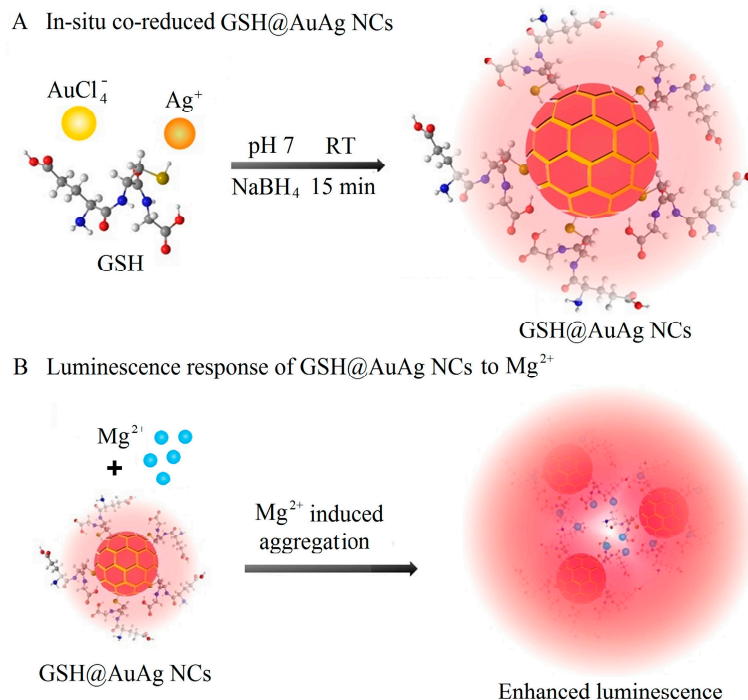 A In-situ co-reduced GSH@AuAg NCs
AuCl₄⁻
Ag⁺
pH 7 RT
NaBH₄ 15 min
GSH
GSH@AuAg NCs
B Luminescence response of GSH@AuAg NCs to Mg²⁺
Mg²⁺
+
Mg²⁺ induced
aggregation
GSH@AuAg NCs
Enhanced luminescence